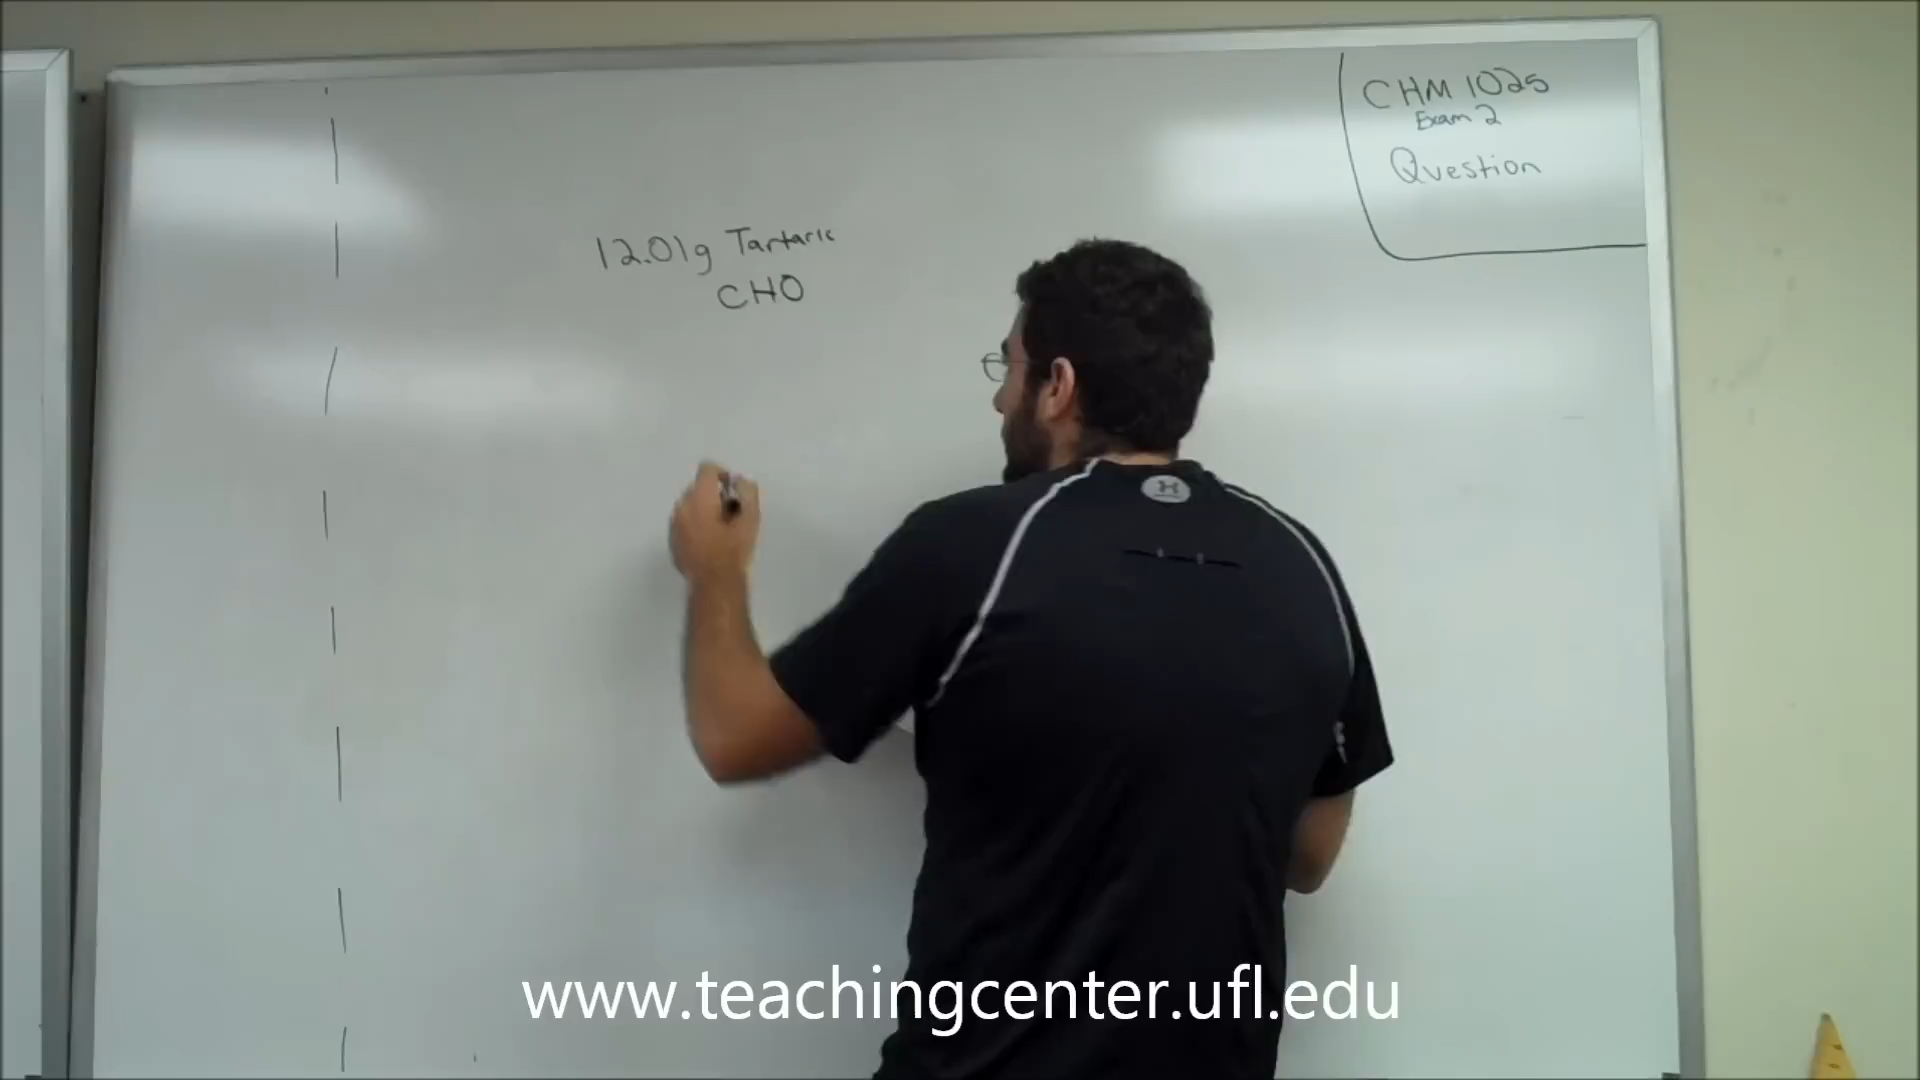 CHM 1025
Exam 2
Question
12.01g Tartaric
CHO
www.teachingcenter.ufl.edu